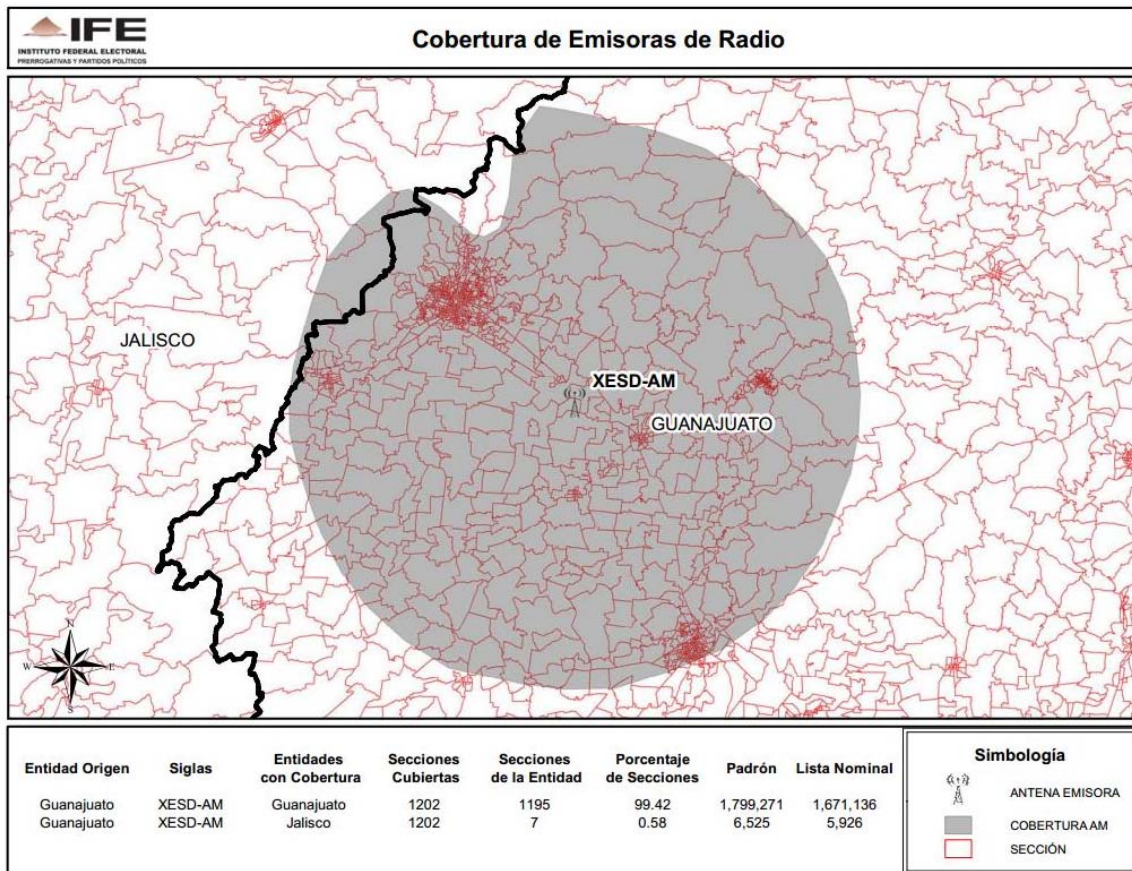 IFE
INSTITUTO FEDERAL ELECTORAL
PRERROGATIVAS Y PARTIDOS POLÍTICOS
Cobertura de Emisoras de Radio
JALISCO
XESD-AM
GUANAJUATO
N
W E
S
Entidad Origen Siglas Entidades con Cobertura Secciones Cubiertas Secciones de la Entidad Porcentaje de Secciones Padrón Lista Nominal
Guanajuato XESD-AM Guanajuato 1202 1195 99.42 1,799,271 1,671,136
Guanajuato XESD-AM Jalisco 1202 7 0.58 6,525 5,926
Simbología
ANTENA EMISORA
COBERTURA AM
SECCIÓN